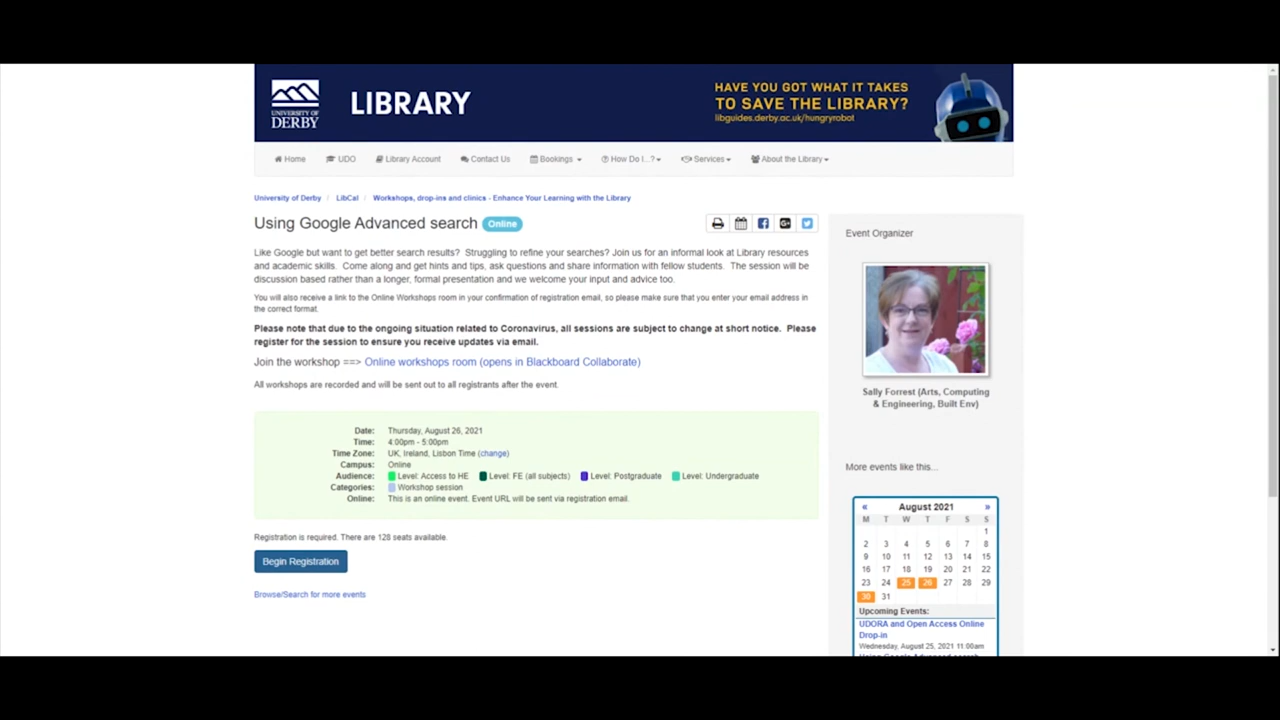 UNIVERSITY OF
DERBY
LIBRARY
HAVE YOU GOT WHAT IT TAKES
TO SAVE THE LIBRARY?
libguides.derby.ac.uk/hungryrobot
Home UDO Library Account Contact Us Bookings How Do I...? Services About the Library
University of Derby / LibCal / Workshops, drop-ins and clinics - Enhance Your Learning with the Library
Using Google Advanced search Online
Like Google but want to get better search results? Struggling to refine your searches? Join us for an informal look at Library resources
and academic skills. Come along and get hints and tips, ask questions and share information with fellow students. The session will be
discussion based rather than a longer, formal presentation and we welcome your input and advice too.
You will also receive a link to the Online Workshops room in your confirmation of registration email, so please make sure that you enter your email address in
the correct format.
Please note that due to the ongoing situation related to Coronavirus, all sessions are subject to change at short notice. Please
register for the session to ensure you receive updates via email.
Join the workshop ==> Online workshops room (opens in Blackboard Collaborate)
All workshops are recorded and will be sent out to all registrants after the event.
Date: Thursday, August 26, 2021
Time: 4:00pm - 5:00pm
Time Zone: UK, Ireland, Lisbon Time (change)
Campus: Online
Audience: Level: Access to HE Level: FE (all subjects) Level: Postgraduate Level: Undergraduate
Categories: Workshop session
Online: This is an online event. Event URL will be sent via registration email.
Registration is required. There are 128 seats available.
Begin Registration
Browse/Search for more events
Event Organizer
Sally Forrest (Arts, Computing
& Engineering, Built Env)
More events like this...
« August 2021 »
M T W T F S S
1
2 3 4 5 6 7 8
9 10 11 12 13 14 15
16 17 18 19 20 21 22
23 24 25 26 27 28 29
30 31
Upcoming Events:
UDORA and Open Access Online
Drop-in
Wednesday, August 25, 2021 11:00am
Using Google Advanced search